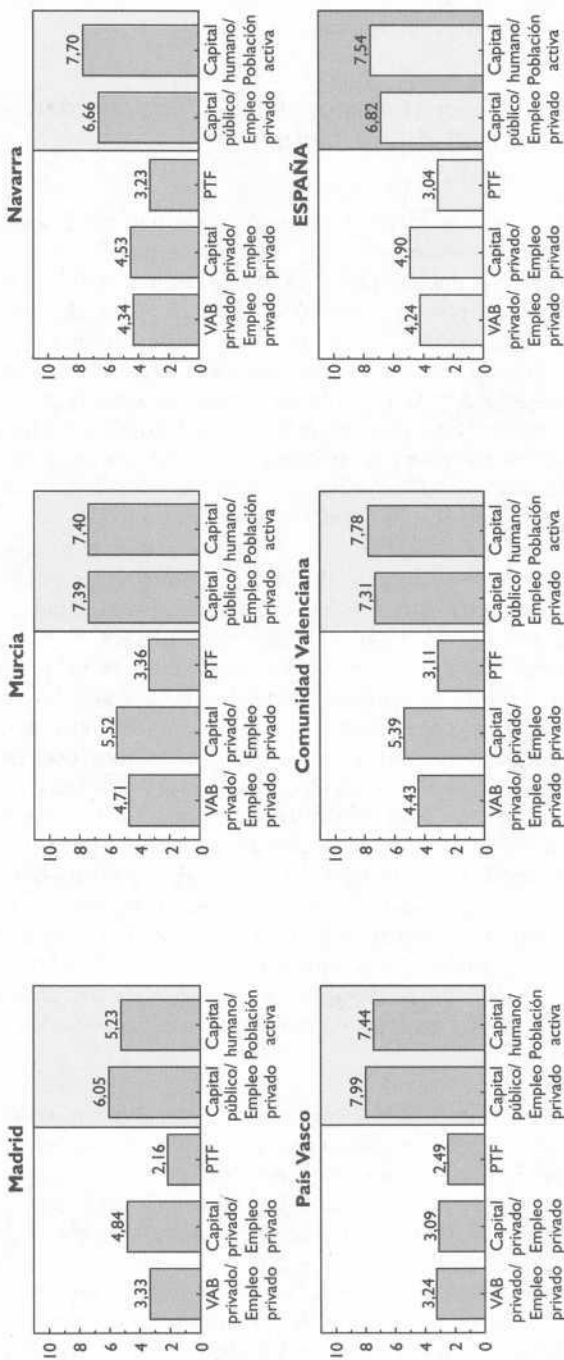 Madrid
10
8
6
4
2
0
3,33
4,84
2,16
6,05
5,23
VAB Capital PTF Capital Capital
privado/ privado/ público/ humano/
Empleo Empleo Empleo Población
privado privado privado activa
Murcia
10
8
6
4
2
0
4,71
5,52
3,36
7,39
7,40
VAB Capital PTF Capital Capital
privado/ privado/ público/ humano/
Empleo Empleo Empleo Población
privado privado privado activa
Navarra
10
8
6
4
2
0
4,34
4,53
3,23
6,66
7,70
VAB Capital PTF Capital Capital
privado/ privado/ público/ humano/
Empleo Empleo Empleo Población
privado privado privado activa
País Vasco
10
8
6
4
2
0
3,24
3,09
2,49
7,99
7,44
VAB Capital PTF Capital Capital
privado/ privado/ público/ humano/
Empleo Empleo Empleo Población
privado privado privado activa
Comunidad Valenciana
10
8
6
4
2
0
4,43
5,39
3,11
7,31
7,78
VAB Capital PTF Capital Capital
privado/ privado/ público/ humano/
Empleo Empleo Empleo Población
privado privado privado activa
ESPAÑA
10
8
6
4
2
0
4,24
4,90
3,04
6,82
7,54
VAB Capital PTF Capital Capital
privado/ privado/ público/ humano/
Empleo Empleo Empleo Población
privado privado privado activa